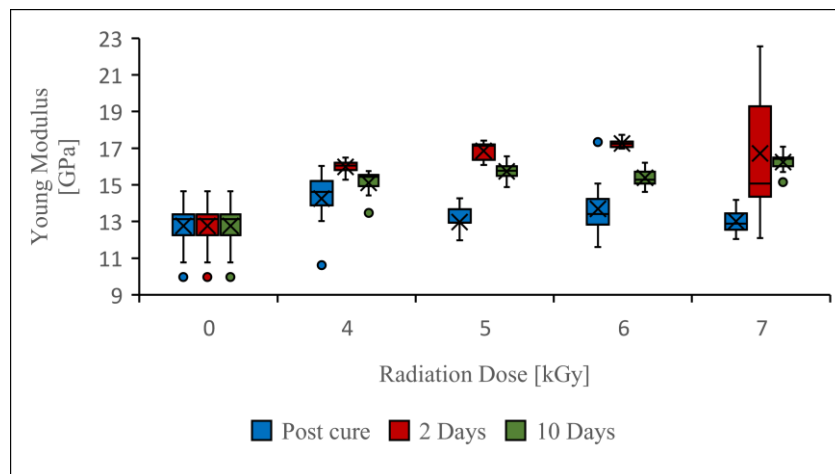 23
21
19
17
15
13
11
9
Young Modulus
[GPa]
0 4 5 6 7
Radiation Dose [kGy]
Post cure 2 Days 10 Days